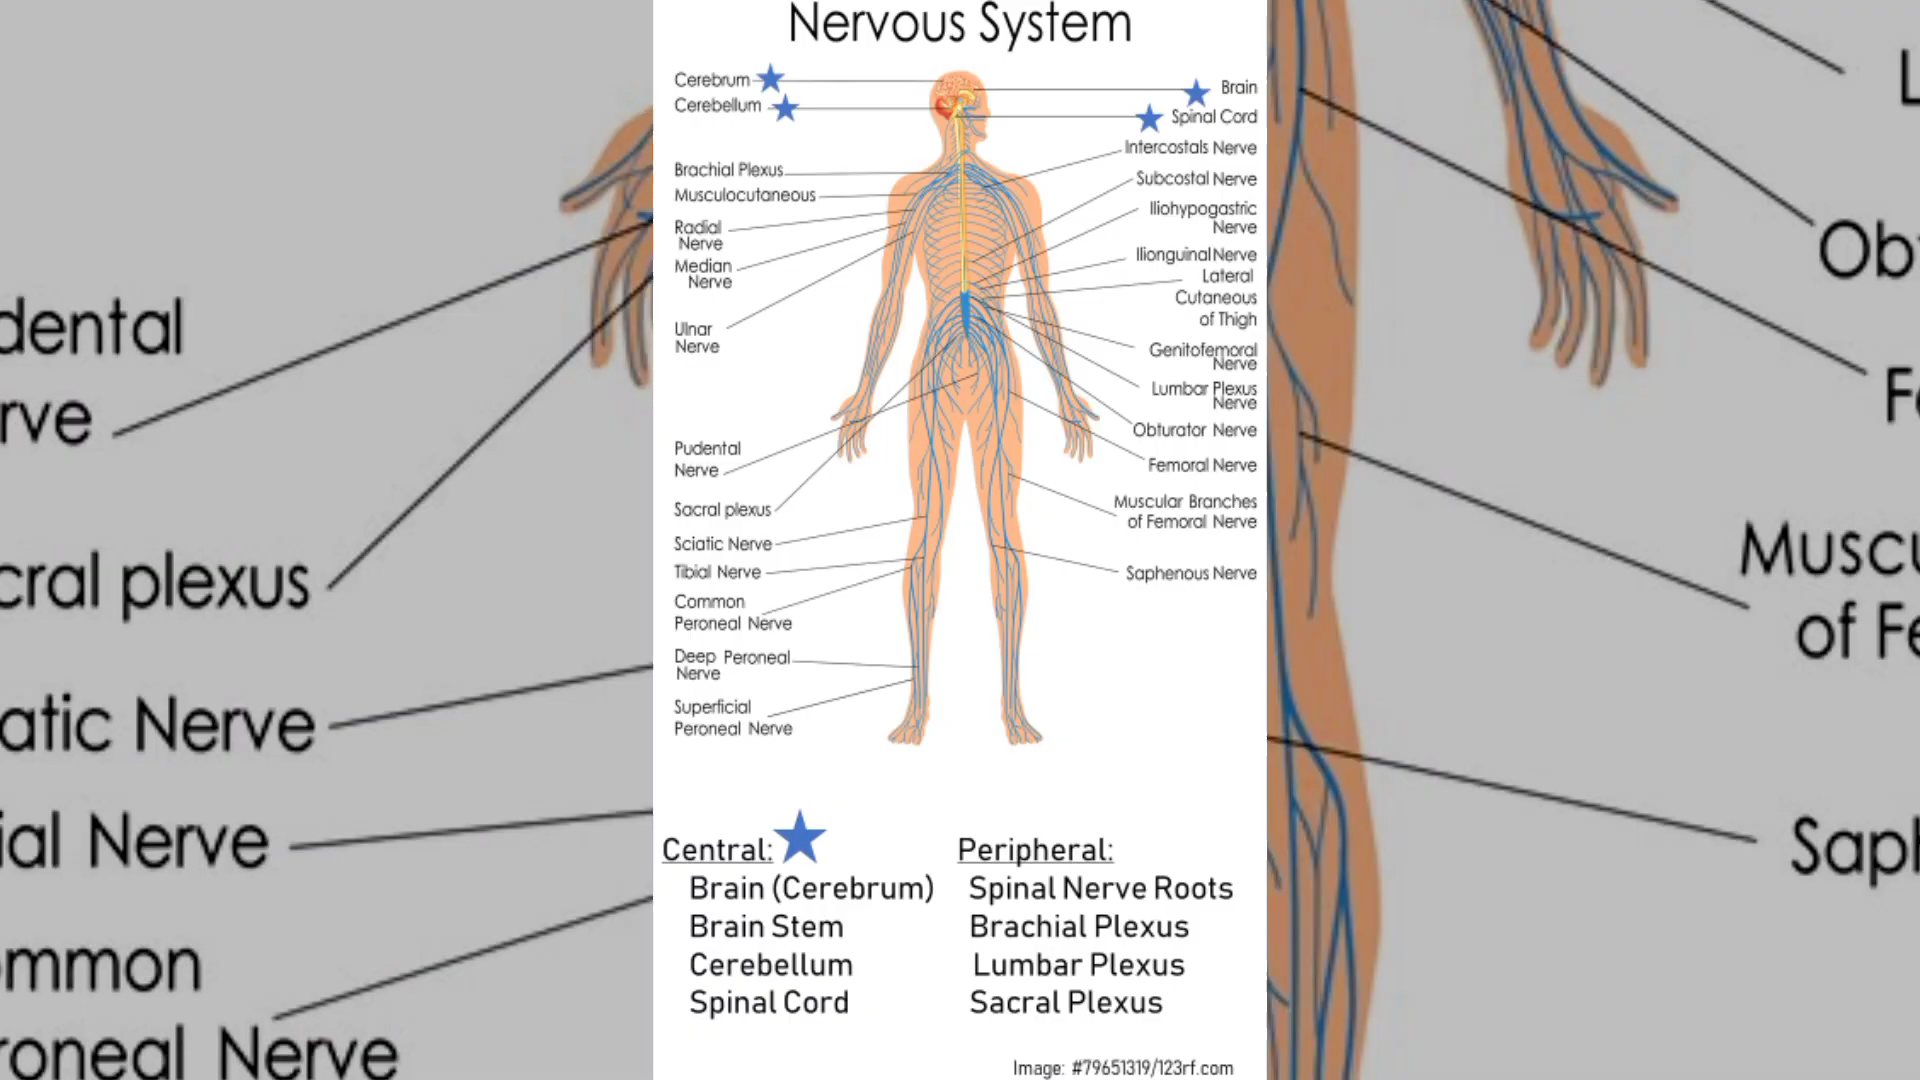 Nervous System
Cerebrum
Cerebellum
Brachial Plexus
Musculocutaneous
Radial
Nerve
Median
Nerve
Ulnar
Nerve
Pudental
Nerve
Sacral plexus
Sciatic Nerve
Tibial Nerve
Common
Peroneal Nerve
Deep Peroneal
Nerve
Superficial
Peroneal Nerve
Brain
Spinal Cord
Intercostals Nerve
Subcostal Nerve
Iliohypogastric
Nerve
Ilionguinal Nerve
Lateral
Cutaneous
of Thigh
Genitofemoral
Nerve
Lumbar Plexus
Nerve
Obturator Nerve
Femoral Nerve
Muscular Branches
of Femoral Nerve
Saphenous Nerve
Central:
Brain (Cerebrum)
Brain Stem
Cerebellum
Spinal Cord
Peripheral:
Spinal Nerve Roots
Brachial Plexus
Lumbar Plexus
Sacral Plexus
Image: #79651319/123rf.com
dental
rve
cral plexus
atic Nerve
ial Nerve
ommon
roneal Nerve
L
Ob
Fe
Muscu
of Fe
Saph